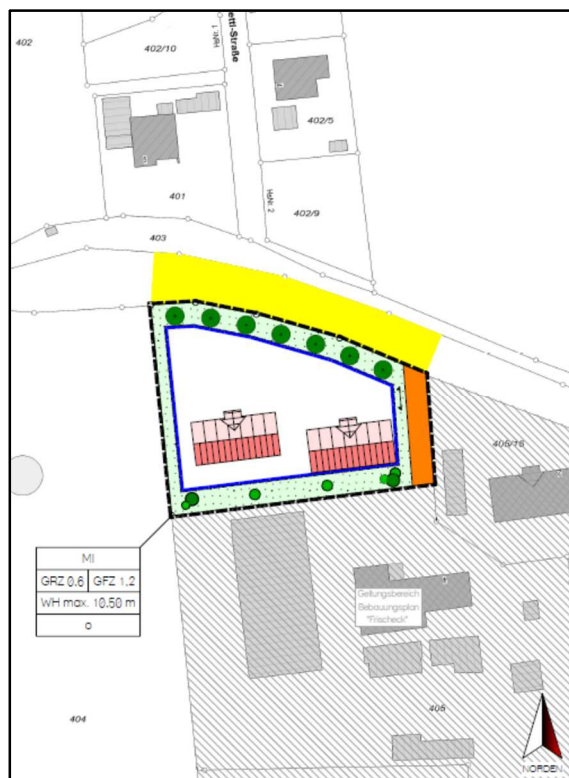 402
402/10
HsNr. 1
etti-Straße
402/5
401
HsNr. 2
402/9
403
405/15
MI
GRZ 0.6 GFZ 1,2
WH max. 10.50 m
o
Geltungsbereich
Bebauungsplan
"Frischeck"
404
405
NORDEN